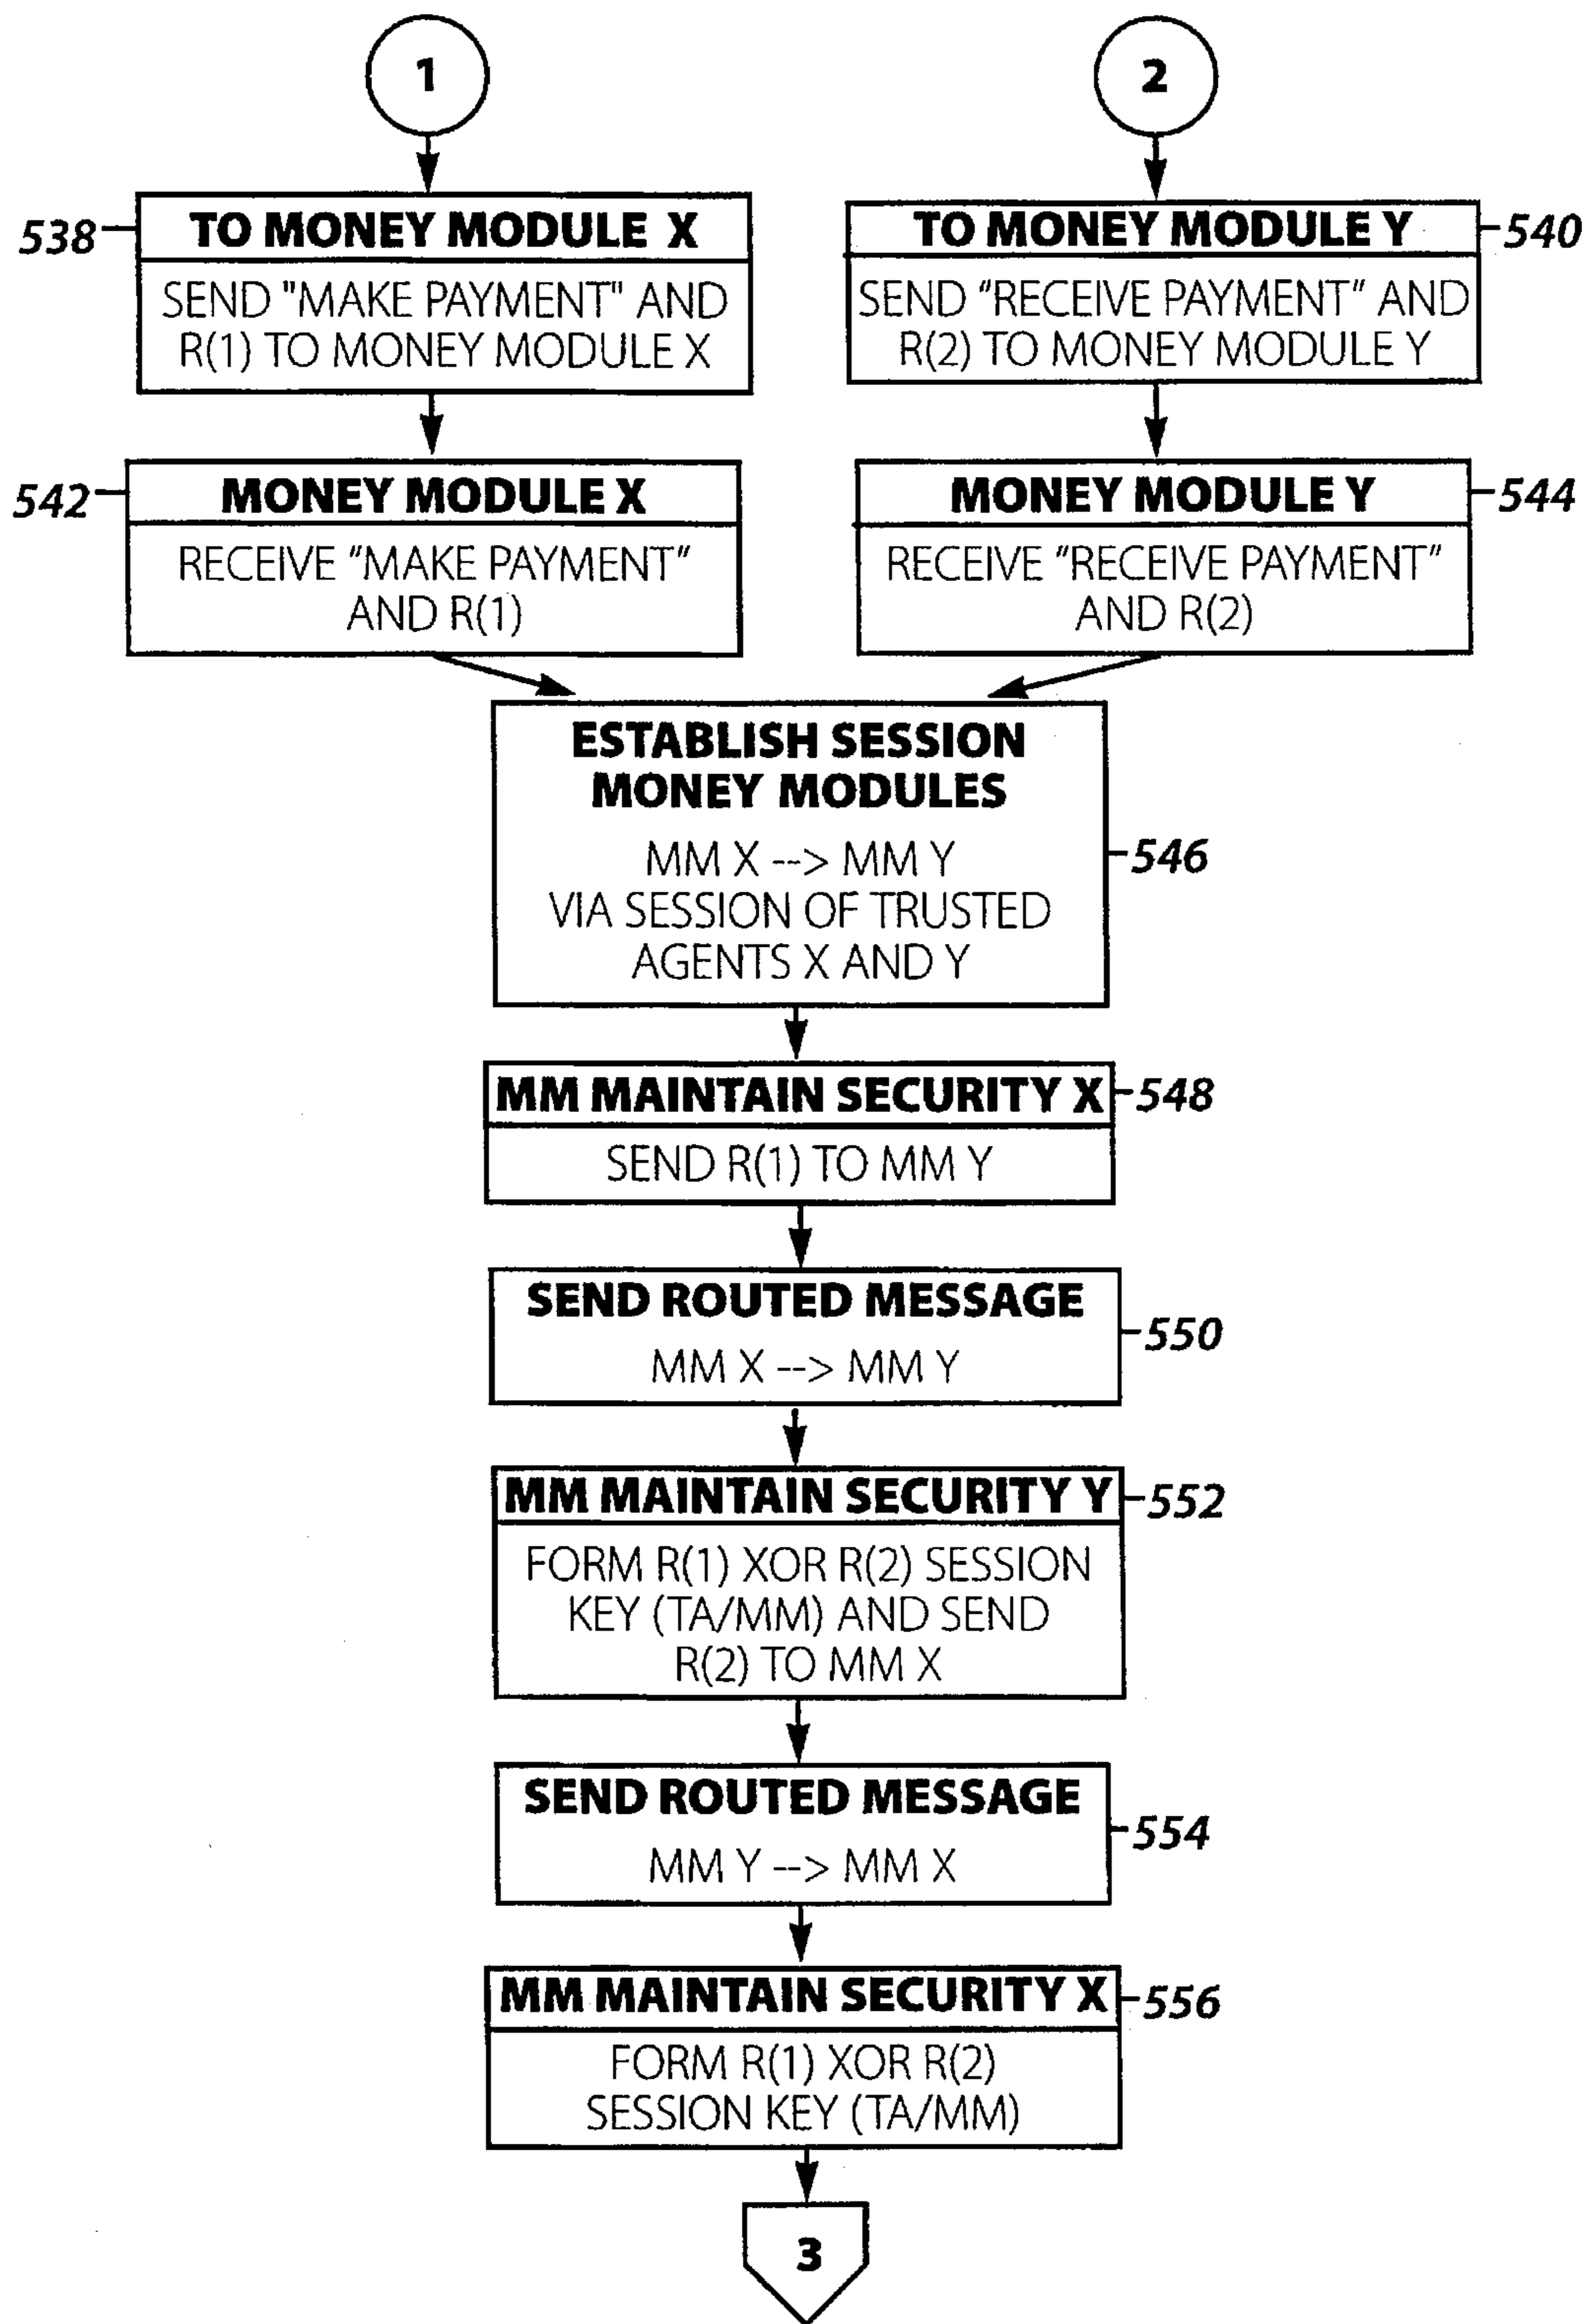 1
2
538
TO MONEY MODULE X
SEND "MAKE PAYMENT" AND
R(1) TO MONEY MODULE X
TO MONEY MODULE Y
540
SEND "RECEIVE PAYMENT" AND
R(2) TO MONEY MODULE Y
542
MONEY MODULE X
RECEIVE "MAKE PAYMENT"
AND R(1)
MONEY MODULE Y
544
RECEIVE "RECEIVE PAYMENT"
AND R(2)
ESTABLISH SESSION
MONEY MODULES
MM X --> MM Y
VIA SESSION OF TRUSTED
AGENTS X AND Y
546
MM MAINTAIN SECURITY X
548
SEND R(1) TO MM Y
SEND ROUTED MESSAGE
550
MM X --> MM Y
MM MAINTAIN SECURITY Y
552
FORM R(1) XOR R(2) SESSION
KEY (TA/MM) AND SEND
R(2) TO MM X
SEND ROUTED MESSAGE
554
MM Y --> MM X
MM MAINTAIN SECURITY X
556
FORM R(1) XOR R(2)
SESSION KEY (TA/MM)
3